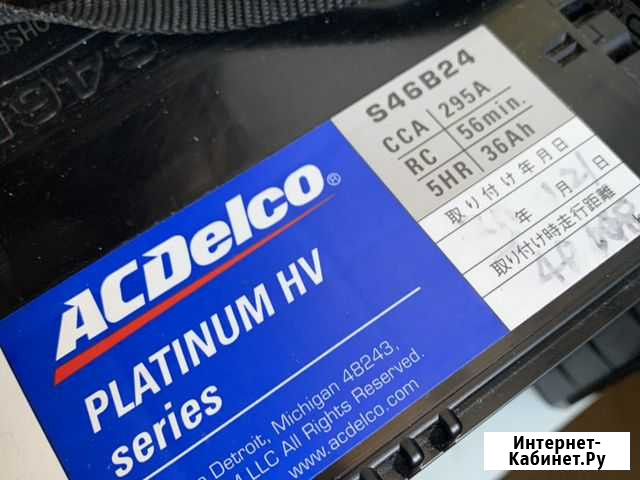 ACDelco®
PLATINUM HV
series
Detroit, Michigan 48243,
LLC All Rights Reserved.
www.acdelco.com
S46B24
CCA 295A
RC 56min.
5HR 36Ah
取り付け年月日
年 月 日
取り付け時走行距離
Интернет-
Кабинет.Ру